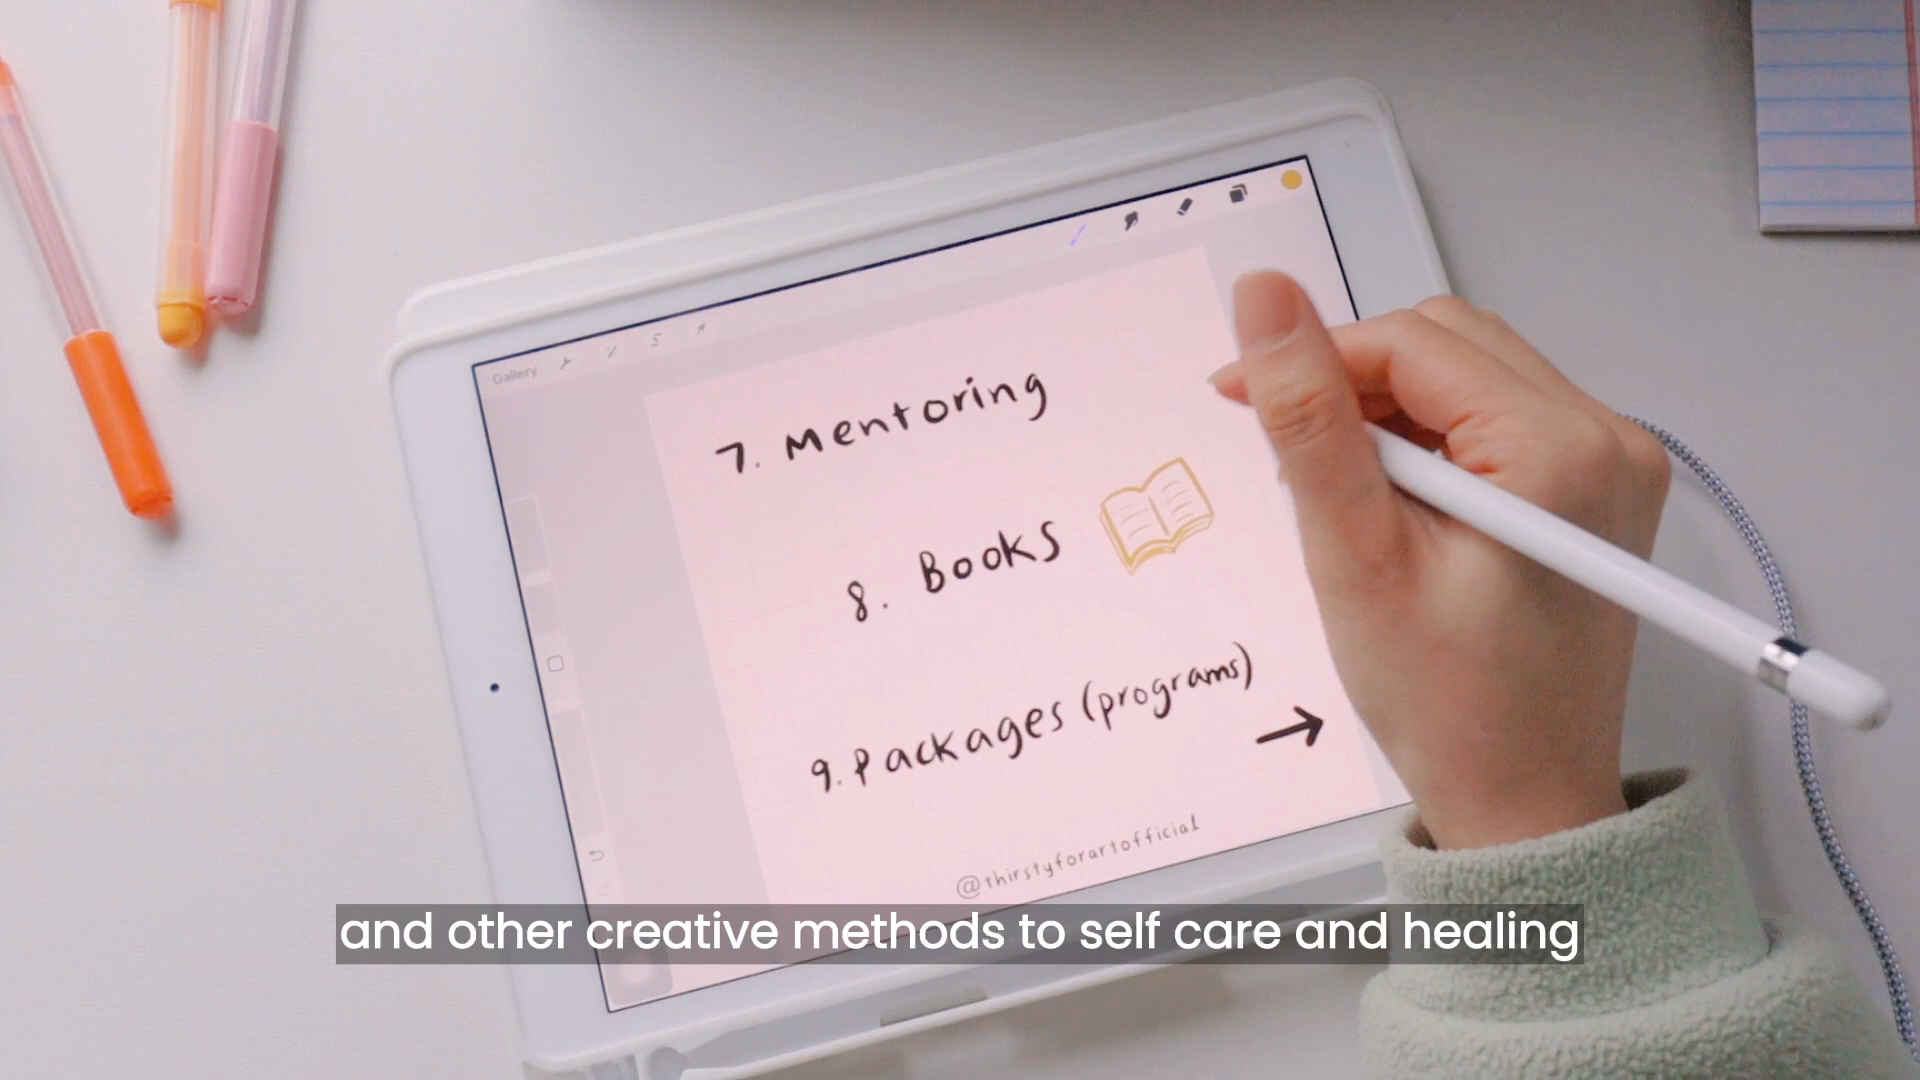 Gallery
7. Mentoring
8. Books
9. Packages (programs)
@thirstyforartofficial
and other creative methods to self care and healing